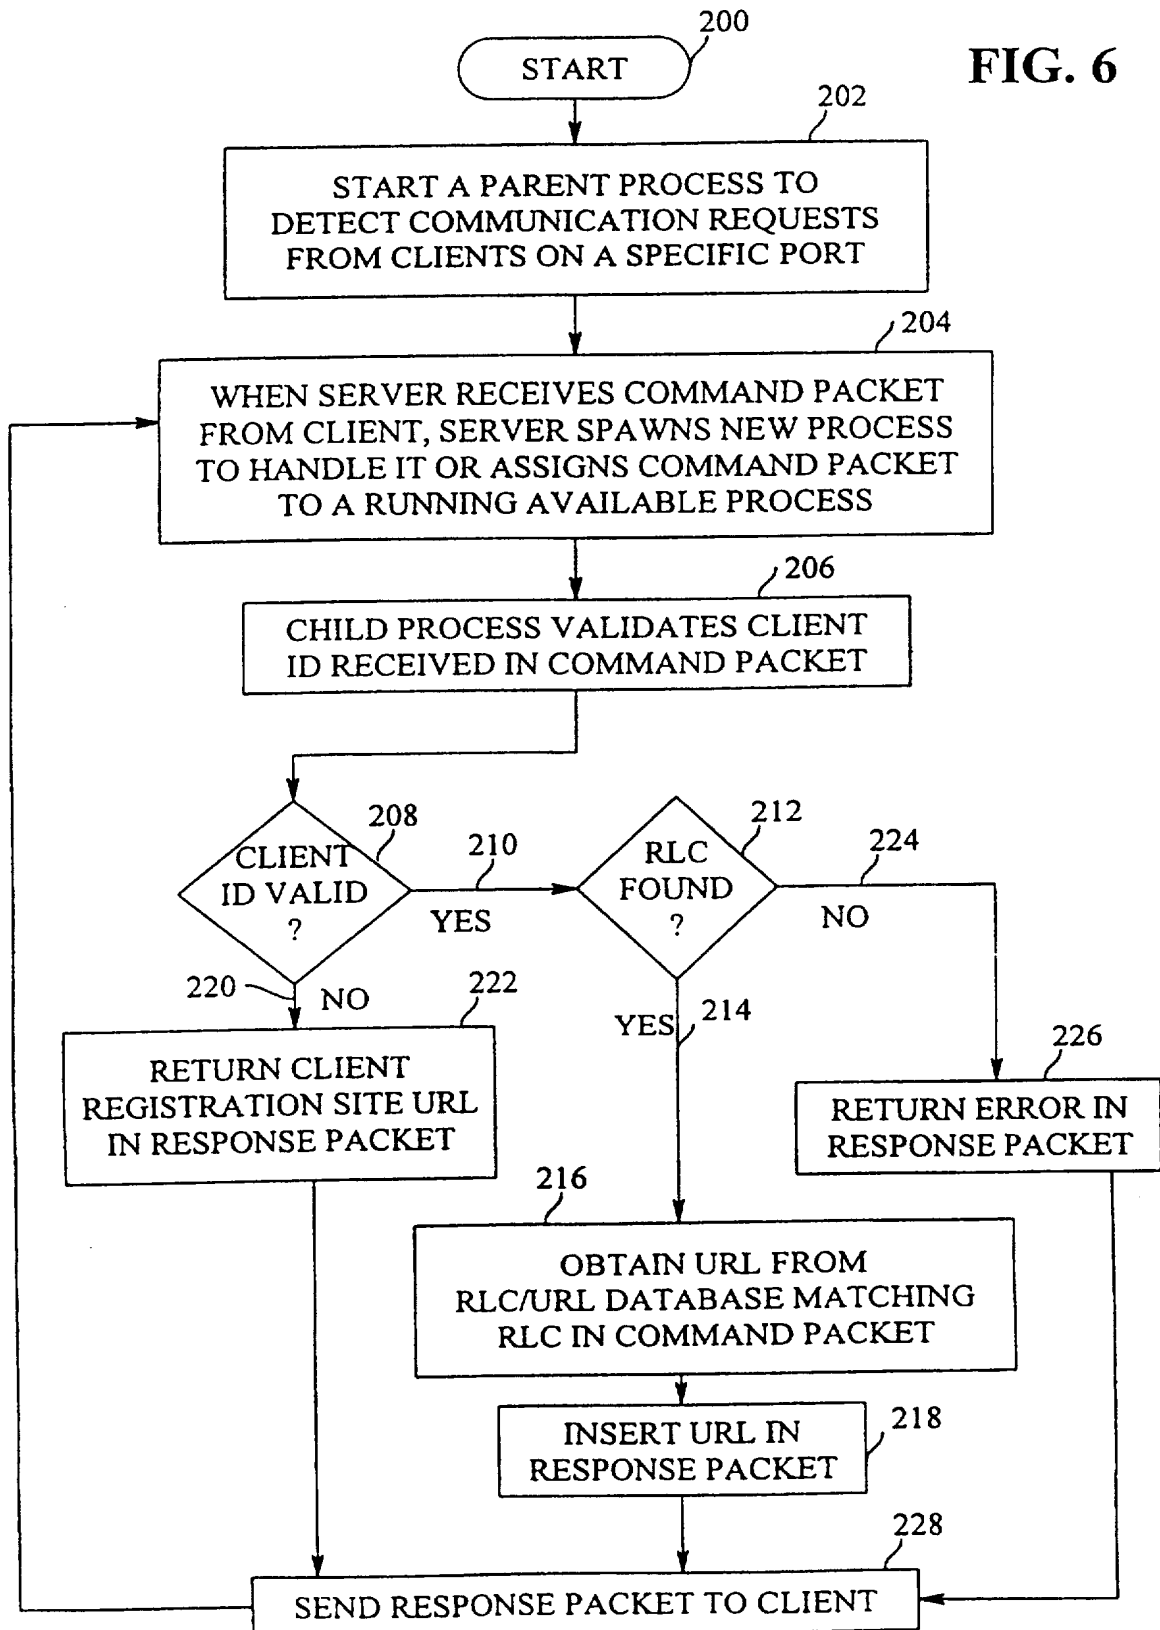 200
START
FIG. 6
202
START A PARENT PROCESS TO
DETECT COMMUNICATION REQUESTS
FROM CLIENTS ON A SPECIFIC PORT
204
WHEN SERVER RECEIVES COMMAND PACKET
FROM CLIENT, SERVER SPAWNS NEW PROCESS
TO HANDLE IT OR ASSIGNS COMMAND PACKET
TO A RUNNING AVAILABLE PROCESS
206
CHILD PROCESS VALIDATES CLIENT
ID RECEIVED IN COMMAND PACKET
208
CLIENT
ID VALID
?
210
YES
212
RLC
FOUND
?
224
NO
220
NO
222
RETURN CLIENT
REGISTRATION SITE URL
IN RESPONSE PACKET
YES
214
226
RETURN ERROR IN
RESPONSE PACKET
216
OBTAIN URL FROM
RLC/URL DATABASE MATCHING
RLC IN COMMAND PACKET
INSERT URL IN
RESPONSE PACKET
218
228
SEND RESPONSE PACKET TO CLIENT